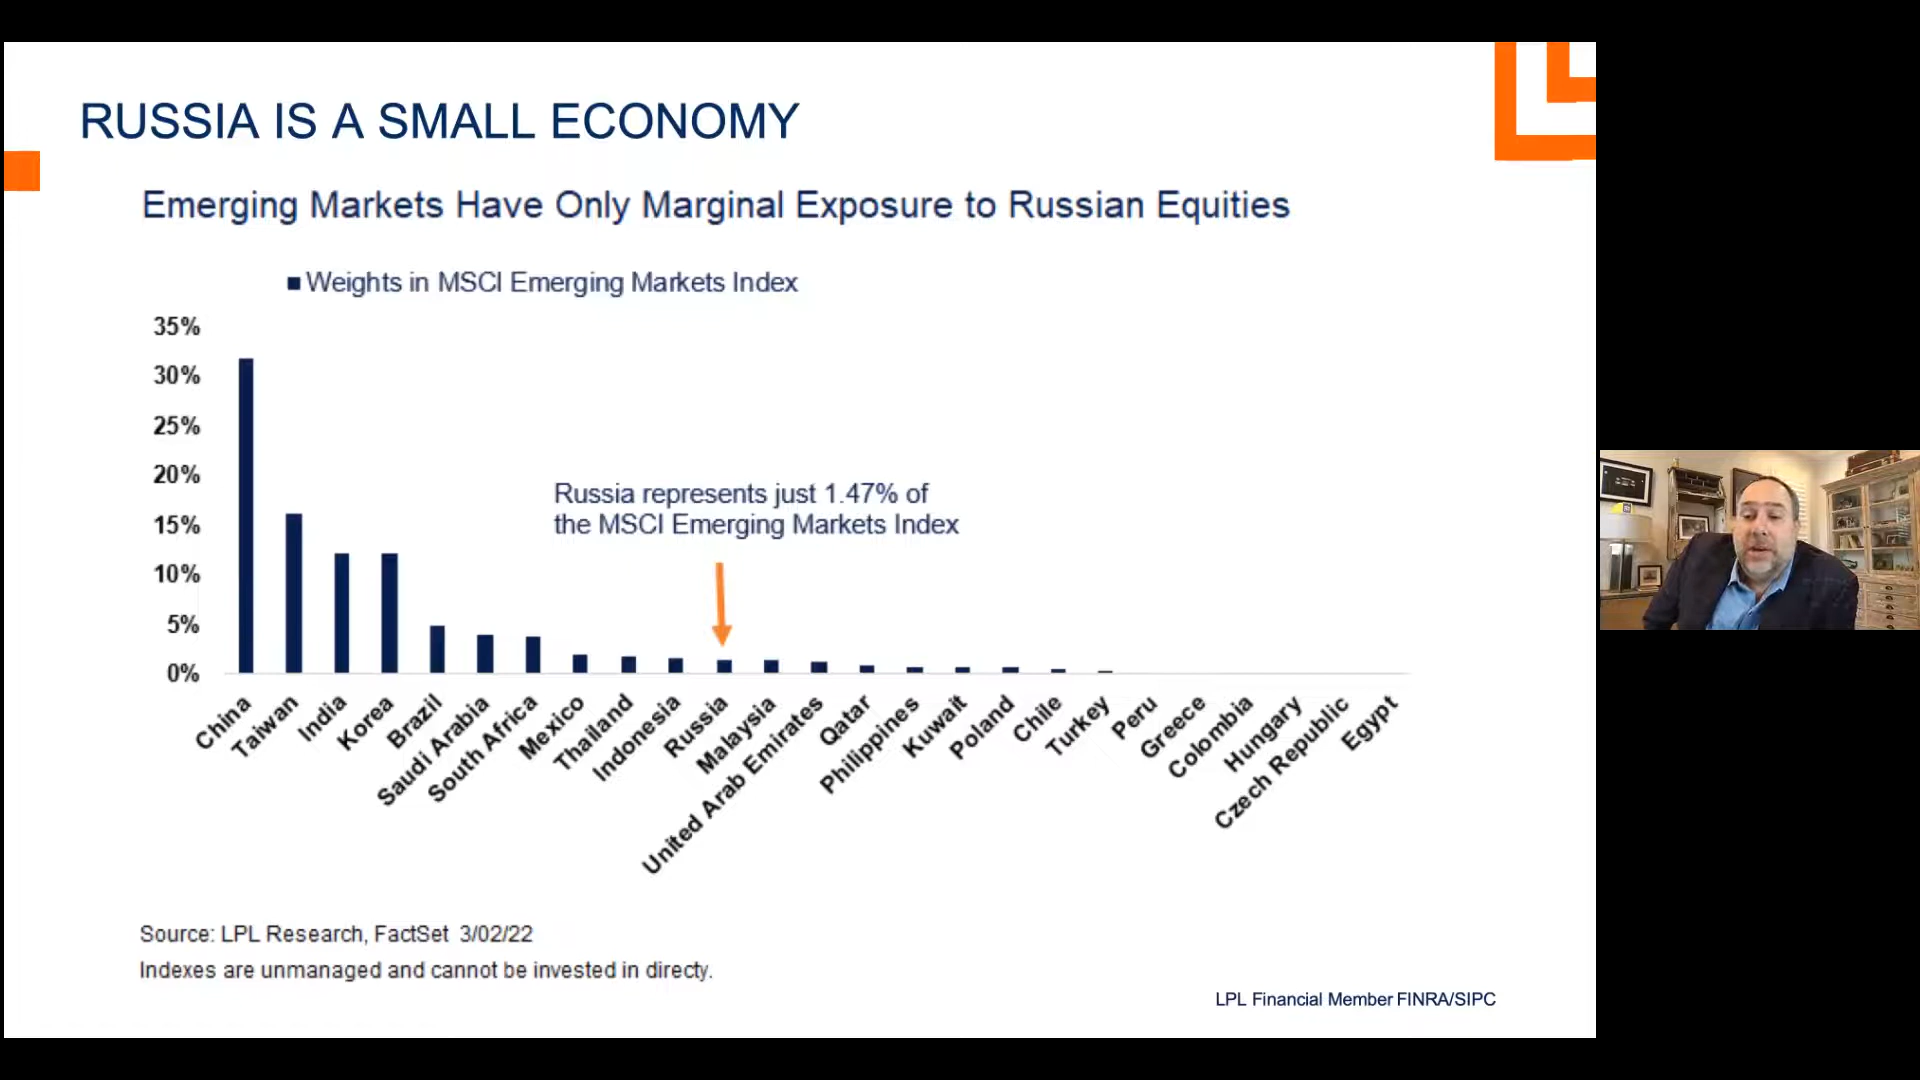 RUSSIA IS A SMALL ECONOMY
Emerging Markets Have Only Marginal Exposure to Russian Equities
Weights in MSCI Emerging Markets Index
35%
30%
25%
20%
15%
10%
5%
0%
Russia represents just 1.47% of
the MSCI Emerging Markets Index
China
Taiwan
India
Korea
Brazil
Saudi Arabia
South Africa
Mexico
Thailand
Indonesia
Russia
Malaysia
United Arab Emirates
Qatar
Philippines
Kuwait
Poland
Chile
Turkey
Peru
Greece
Colombia
Hungary
Czech Republic
Egypt
Source: LPL Research, FactSet 3/02/22
Indexes are unmanaged and cannot be invested in directy.
LPL Financial Member FINRA/SIPC